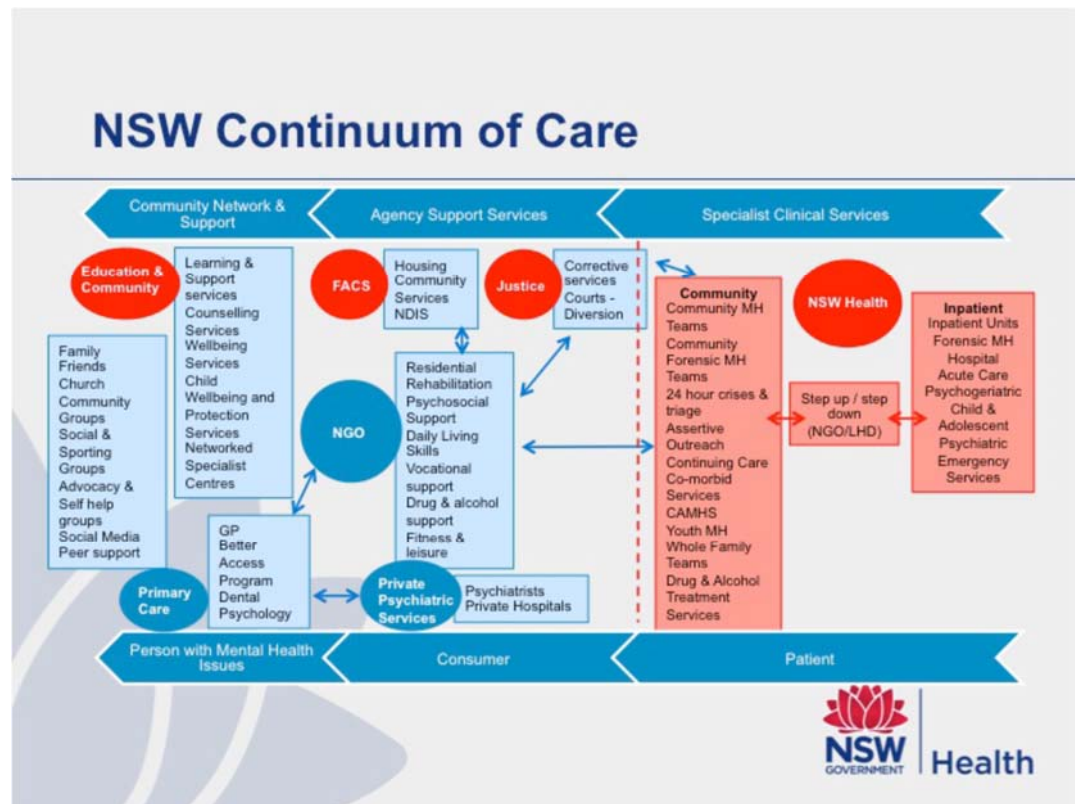 NSW Continuum of Care
Community Network &
Support
Agency Support Services
Specialist Clinical Services
Education &
Community
Learning &
Support
services
Counselling
Services
Wellbeing
Services
Child
Wellbeing and
Protection
Services
Networked
Specialist
Centres
Family
Friends
Church
Community
Groups
Social &
Sporting
Groups
Advocacy &
Self help
groups
Social Media
Peer support
FACS
Housing
Community
Services
NDIS
Justice
Corrective
services
Courts -
Diversion
NGO
Residential
Rehabilitation
Psychosocial
Support
Daily Living
Skills
Vocational
support
Drug & alcohol
support
Fitness &
leisure
Primary
Care
GP
Better
Access
Program
Dental
Psychology
Private
Psychiatric
Services
Psychiatrists
Private Hospitals
Community
Community MH
Teams
Community
Forensic MH
Teams
24 hour crises &
triage
Assertive
Outreach
Continuing Care
Co-morbid
Services
CAMHS
Youth MH
Whole Family
Teams
Drug & Alcohol
Treatment
Services
NSW Health
Step up / step
down
(NGO/LHD)
Inpatient
Inpatient Units
Forensic MH
Hospital
Acute Care
Psychogeriatric
Child &
Adolescent
Psychiatric
Emergency
Services
Person with Mental Health
Issues
Consumer
Patient
NSW
GOVERNMENT
Health